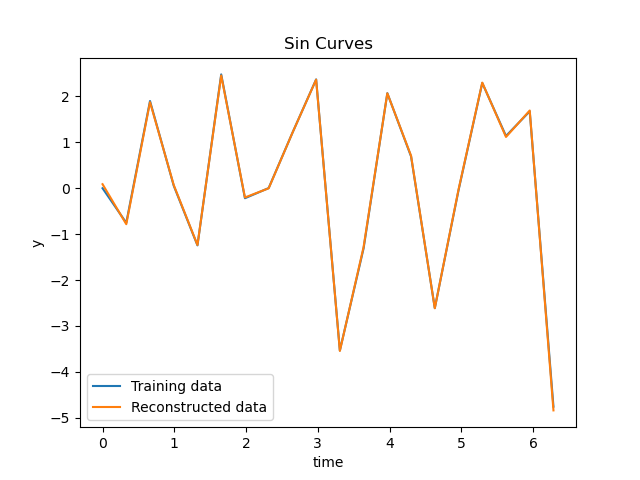 Sin Curves
2
1
0
−1
−2
−3
−4
−5
y
Training data
Reconstructed data
0 1 2 3 4 5 6
time